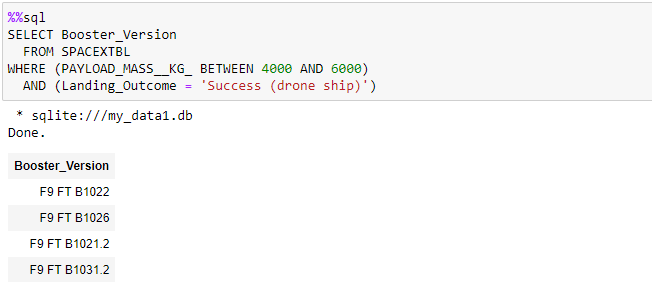 %%sql
SELECT Booster_Version
  FROM SPACEXTBL
WHERE (PAYLOAD_MASS__KG_ BETWEEN 4000 AND 6000)
  AND (Landing_Outcome = 'Success (drone ship)')
 * sqlite:///my_data1.db
Done.
Booster_Version
F9 FT B1022
F9 FT B1026
F9 FT B1021.2
F9 FT B1031.2